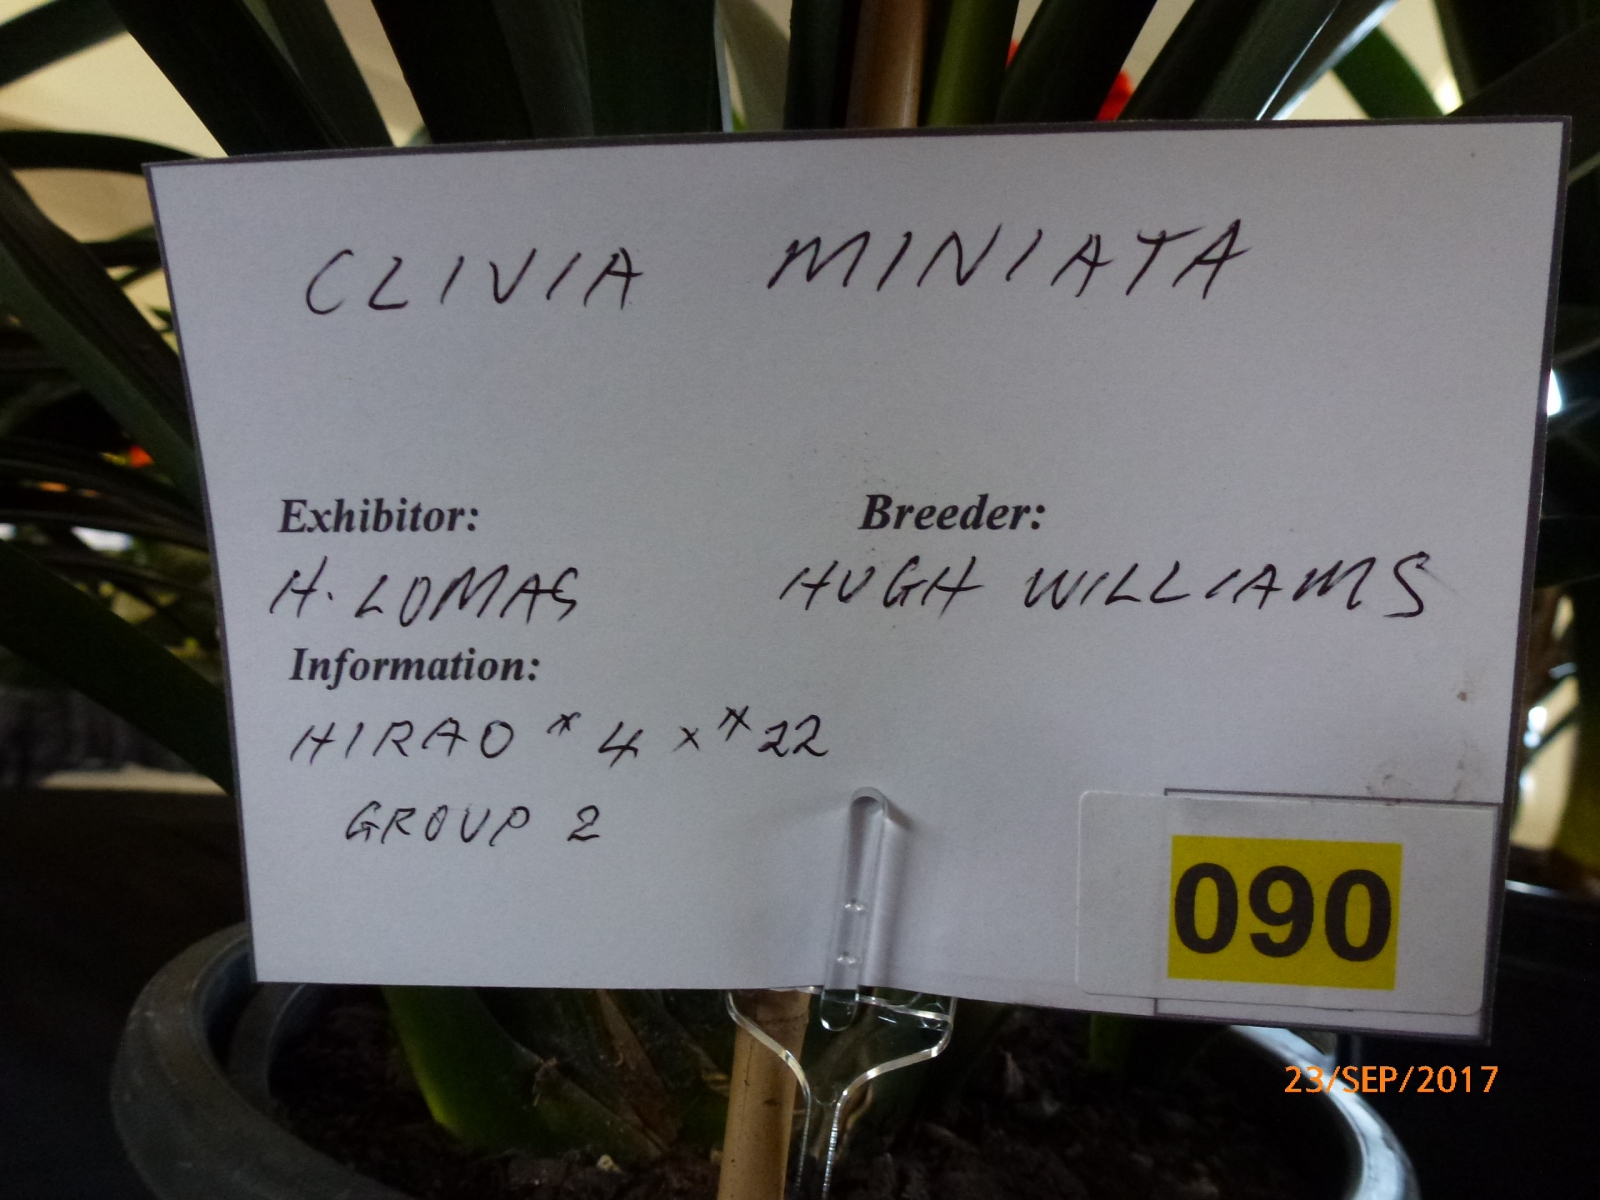 CLIVIA MINIATA
Exhibitor: Breeder:
H. LOMAS HUGH WILLIAMS
Information:
HIRAO # 4 x # 22
GROUP 2
090
23/SEP/2017